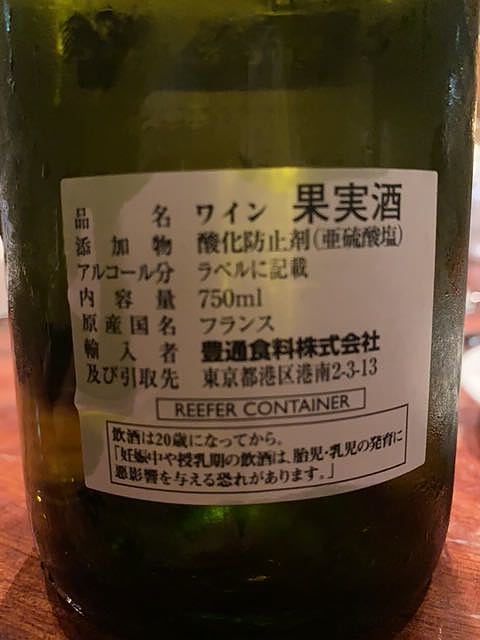 品名 ワイン 果実酒
添加物 酸化防止剤(亜硫酸塩)
アルコール分 ラベルに記載
内容量 750ml
原産国名 フランス
輸入者 豊通食料株式会社
及び引取先 東京都港区港南2-3-13
REEFER CONTAINER
飲酒は20歳になってから。
「妊娠中や授乳期の飲酒は、胎児・乳児の発育に
悪影響を与える恐れがあります。」